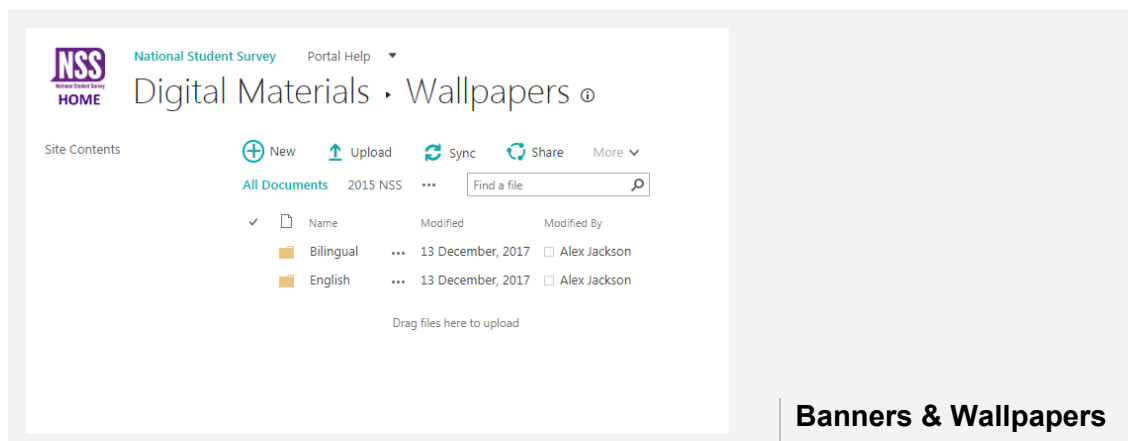 NSS
National Student Survey
HOME
National Student Survey Portal Help
Digital Materials ▸ Wallpapers
Site Contents
New Upload Sync Share More
All Documents 2015 NSS ••• Find a file
Name Modified Modified By
Bilingual ••• 13 December, 2017 Alex Jackson
English ••• 13 December, 2017 Alex Jackson
Drag files here to upload
Banners & Wallpapers